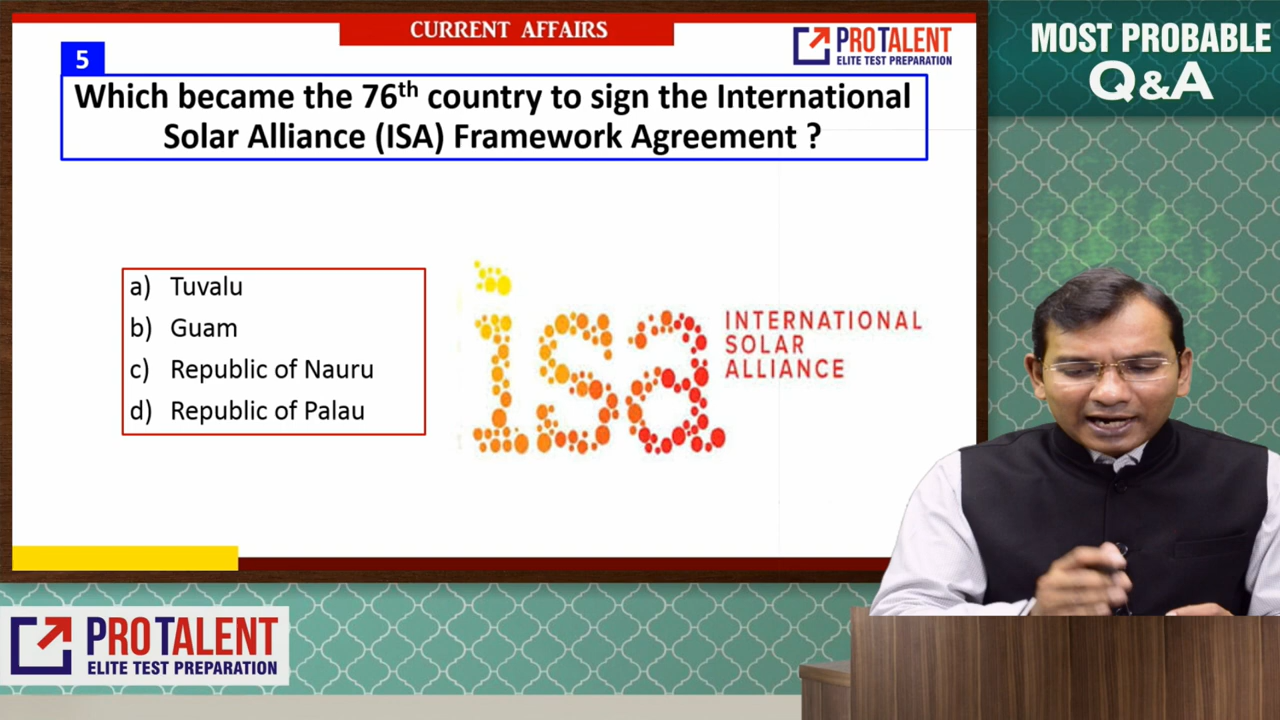 CURRENT AFFAIRS
PROTALENT
ELITE TEST PREPARATION
MOST PROBABLE
Q&A
5
Which became the 76th country to sign the International
Solar Alliance (ISA) Framework Agreement ?
a) Tuvalu
b) Guam
c) Republic of Nauru
d) Republic of Palau
isa
INTERNATIONAL
SOLAR
ALLIANCE
PROTALENT
ELITE TEST PREPARATION